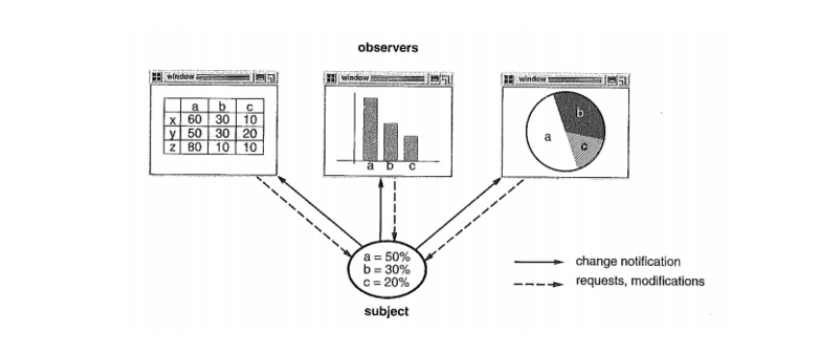 observers
window
a b c
x 60 30 10
y 50 30 20
z 80 10 10
window
a b c
window
a
b
c
a = 50%
b = 30%
c = 20%
subject
change notification
requests, modifications